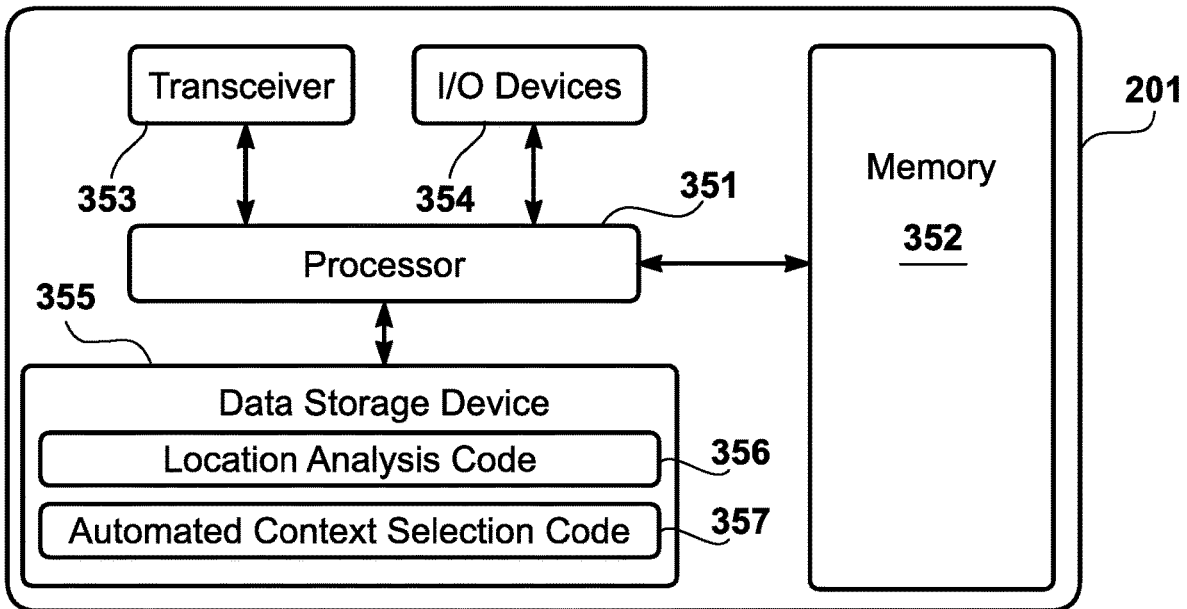 Transceiver
I/O Devices
201
Memory
353
354
351
352
Processor
355
Data Storage Device
Location Analysis Code
356
Automated Context Selection Code
357